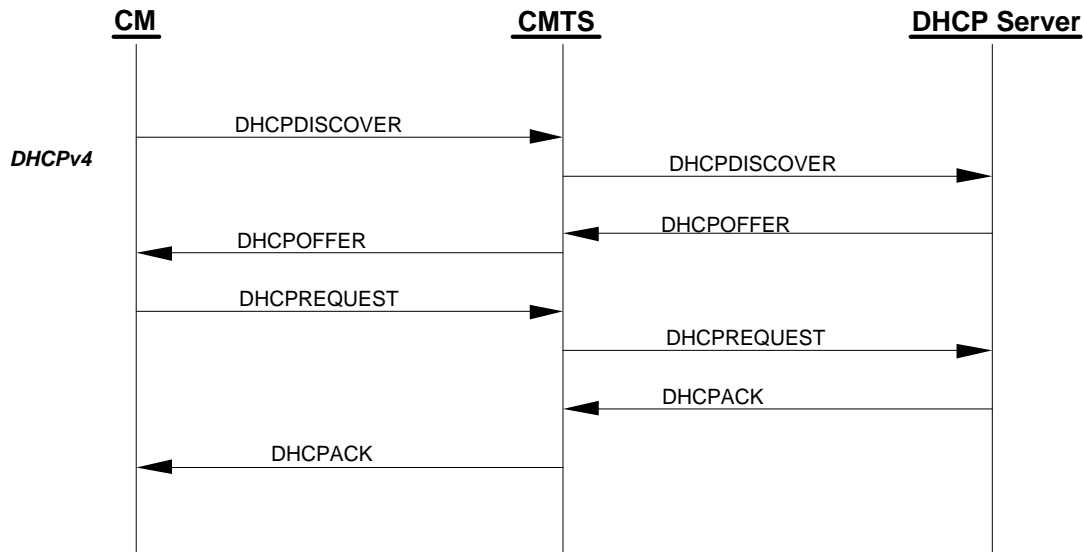 CM
CMTS
DHCP Server
DHCPDISCOVER
DHCPv4
DHCPDISCOVER
DHCPOFFER
DHCPOFFER
DHCPREQUEST
DHCPREQUEST
DHCPACK
DHCPACK